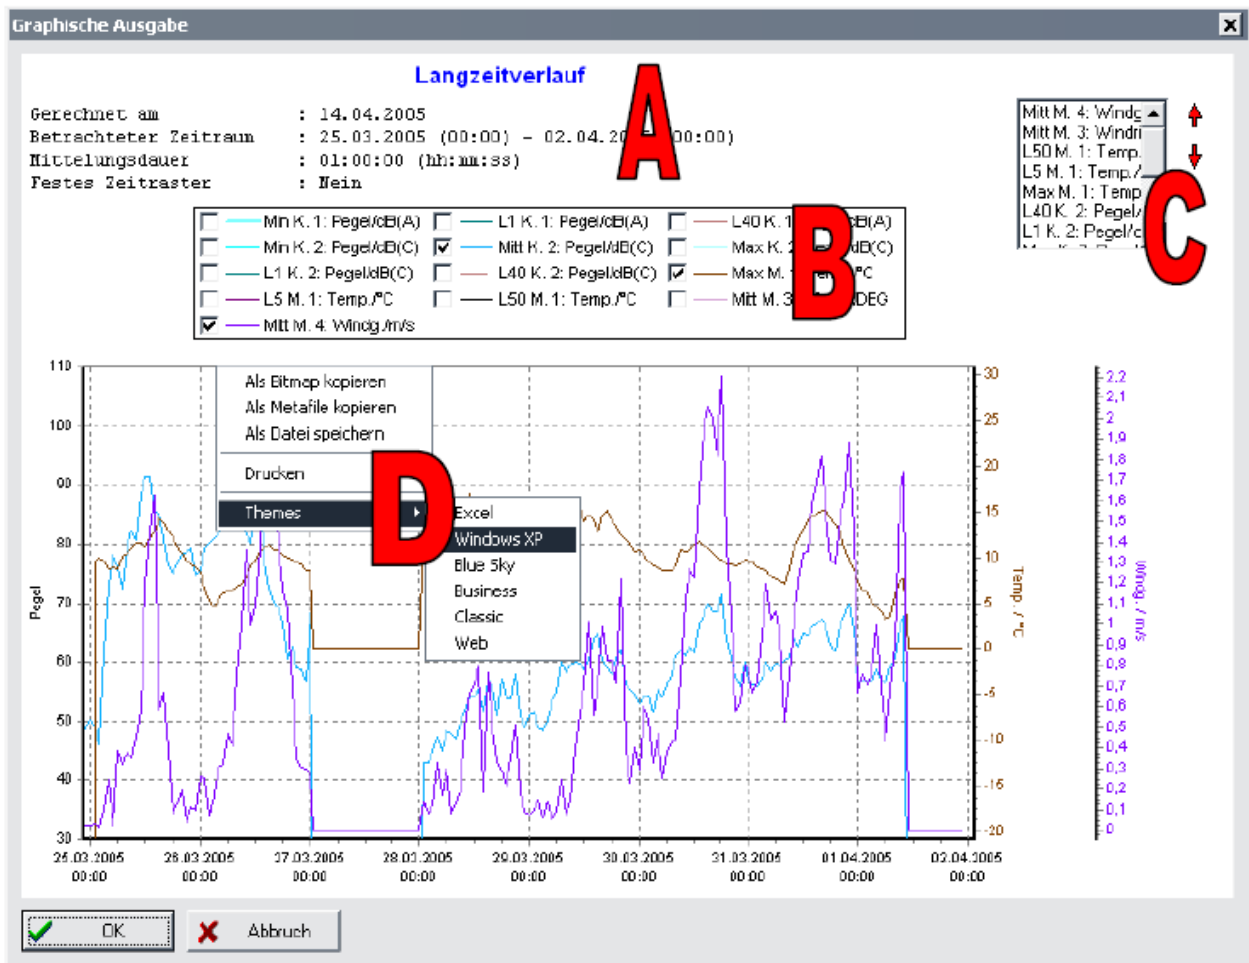 Graphische Ausgabe
Langzeitverlauf
A
Gerechnet am : 14.04.2005
Betrachteter Zeitraum : 25.03.2005 (00:00) - 02.04.2005 (00:00)
Mittelungsdauer : 01:00:00 (hh:mm:ss)
Festes Zeitraster : Nein
Mitt M. 4: Windg
Mitt M. 3: Windri
L50 M. 1: Temp.
L5 M. 1: Temp./
Max M. 1: Temp
L40 K. 2: Pegel/
L1 K. 2: Pegel/c
C
Min K. 1: Pegel/dB(A) L1 K. 1: Pegel/dB(A) L40 K. 1: Pegel/dB(A)
Min K. 2: Pegel/dB(C) Mitt K. 2: Pegel/dB(C) Max K. 2: Pegel/dB(C)
L1 K. 2: Pegel/dB(C) L40 K. 2: Pegel/dB(C) Max M. 1: Temp./°C
L5 M. 1: Temp./°C L50 M. 1: Temp./°C Mitt M. 3: DEG
Mitt M. 4: Windg./m/s
B
Als Bitmap kopieren
Als Metafile kopieren
Als Datei speichern
Drucken
Themes
D
Excel
Windows XP
Blue Sky
Business
Classic
Web
110
100
90
80
70
60
50
40
30
Pegel
30
25
20
15
10
5
0
-5
-10
-15
-20
Temp. / °C
2,2
2,1
2
1,9
1,8
1,7
1,6
1,5
1,4
1,3
1,2
1,1
1
0,9
0,8
0,7
0,6
0,5
0,4
0,3
0,2
0,1
0
Windg. / m/s
25.03.2005 26.03.2005 27.03.2005 28.03.2005 29.03.2005 30.03.2005 31.03.2005 01.04.2005 02.04.2005
00:00 00:00 00:00 00:00 00:00 00:00 00:00 00:00 00:00
OK Abbruch